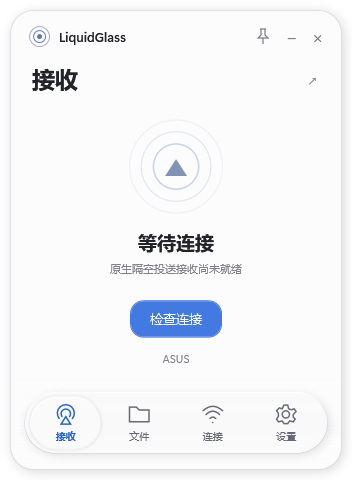 LiquidGlass
接收
等待连接
原生隔空投送接收尚未就绪
检查连接
ASUS
接收 文件 连接 设置